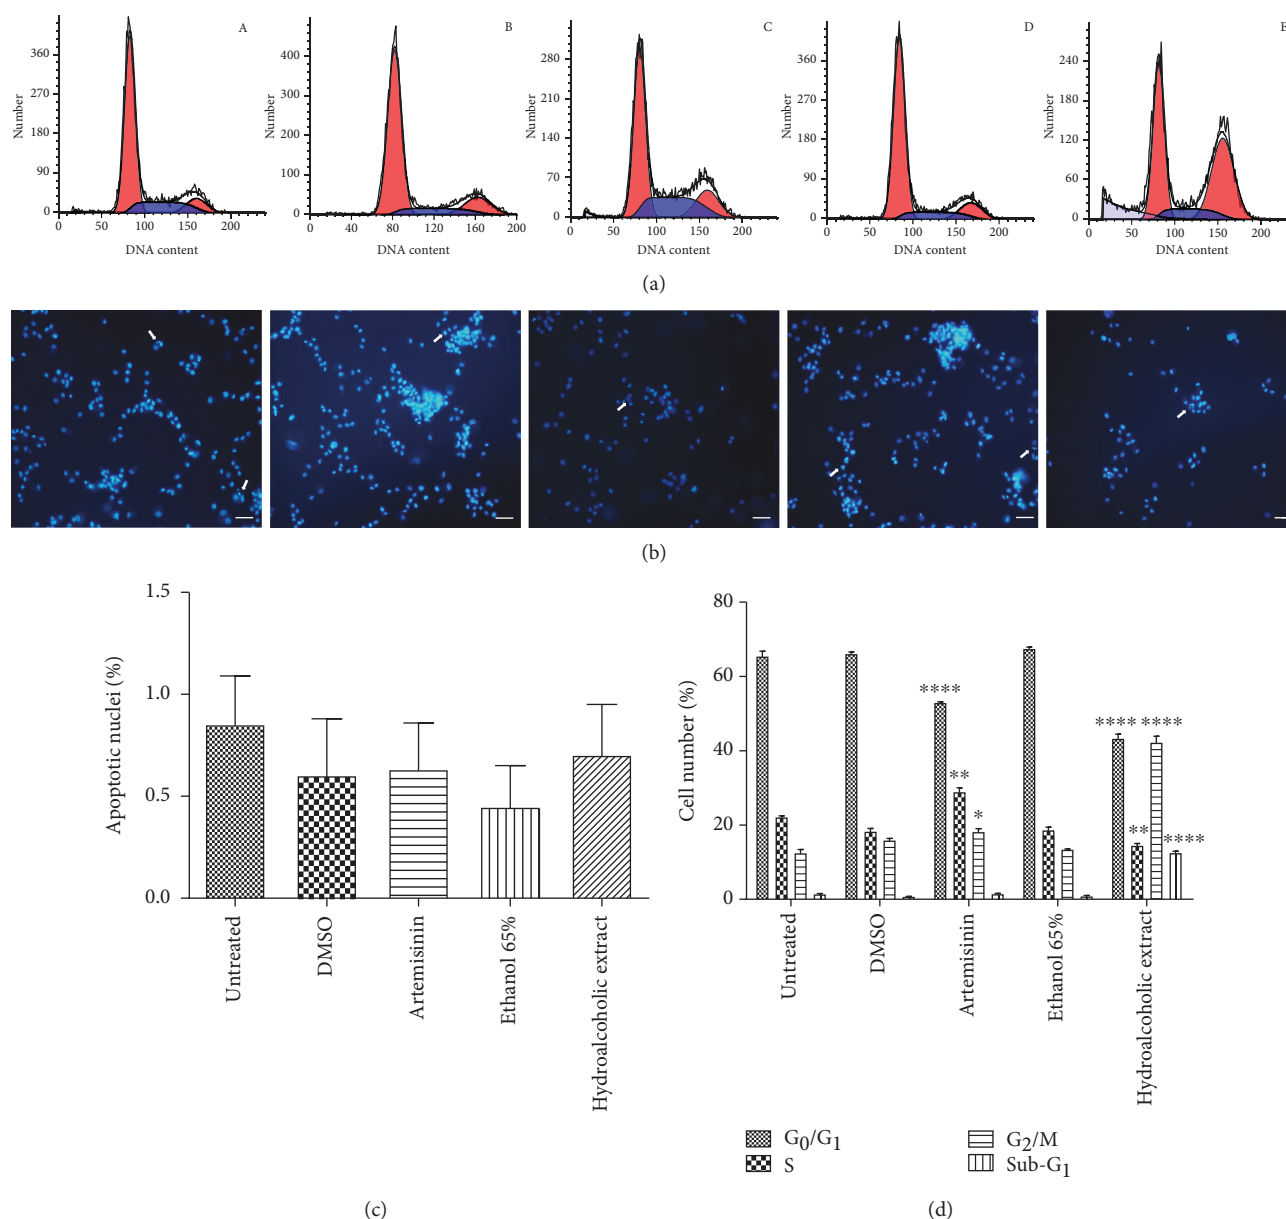 A
Number
360
270
180
90
0
0 50 100 150 200
DNA content
B
Number
400
300
200
100
0
0 40 80 120 160 200
DNA content
C
Number
280
210
140
70
0
0 50 100 150 200
DNA content
D
Number
360
270
180
90
0
0 50 100 150 200
DNA content
E
Number
240
180
120
60
0
0 50 100 150 200
DNA content
(a)
(b)
Apoptotic nuclei (%)
1.5
1.0
0.5
0.0
Untreated
DMSO
Artemisinin
Ethanol 65%
Hydroalcoholic extract
(c)
Cell number (%)
80
60
40
20
0
****
**
*
**** ****
**
****
Untreated
DMSO
Artemisinin
Ethanol 65%
Hydroalcoholic extract
G0/G1
S
G2/M
Sub-G1
(d)